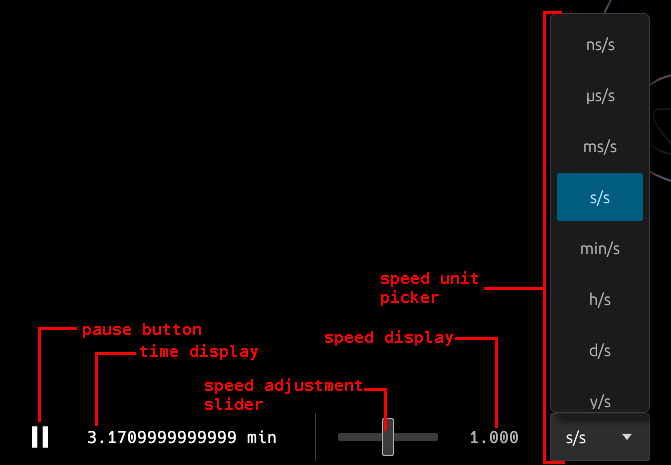 ns/s
µs/s
ms/s
s/s
min/s
speed unit
picker
h/s
pause button
speed display
time display
d/s
speed adjustment
slider
y/s
3.1709999999999 min
1.000
s/s